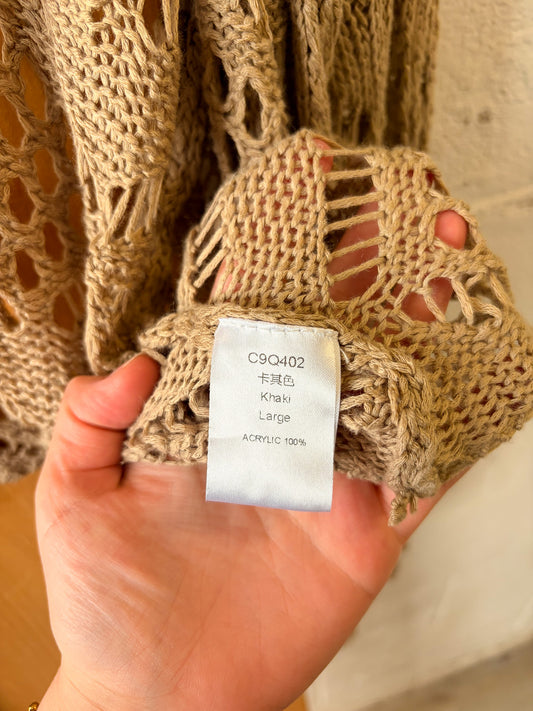 C9Q402
卡其色
Khaki
Large
ACRYLIC 100%